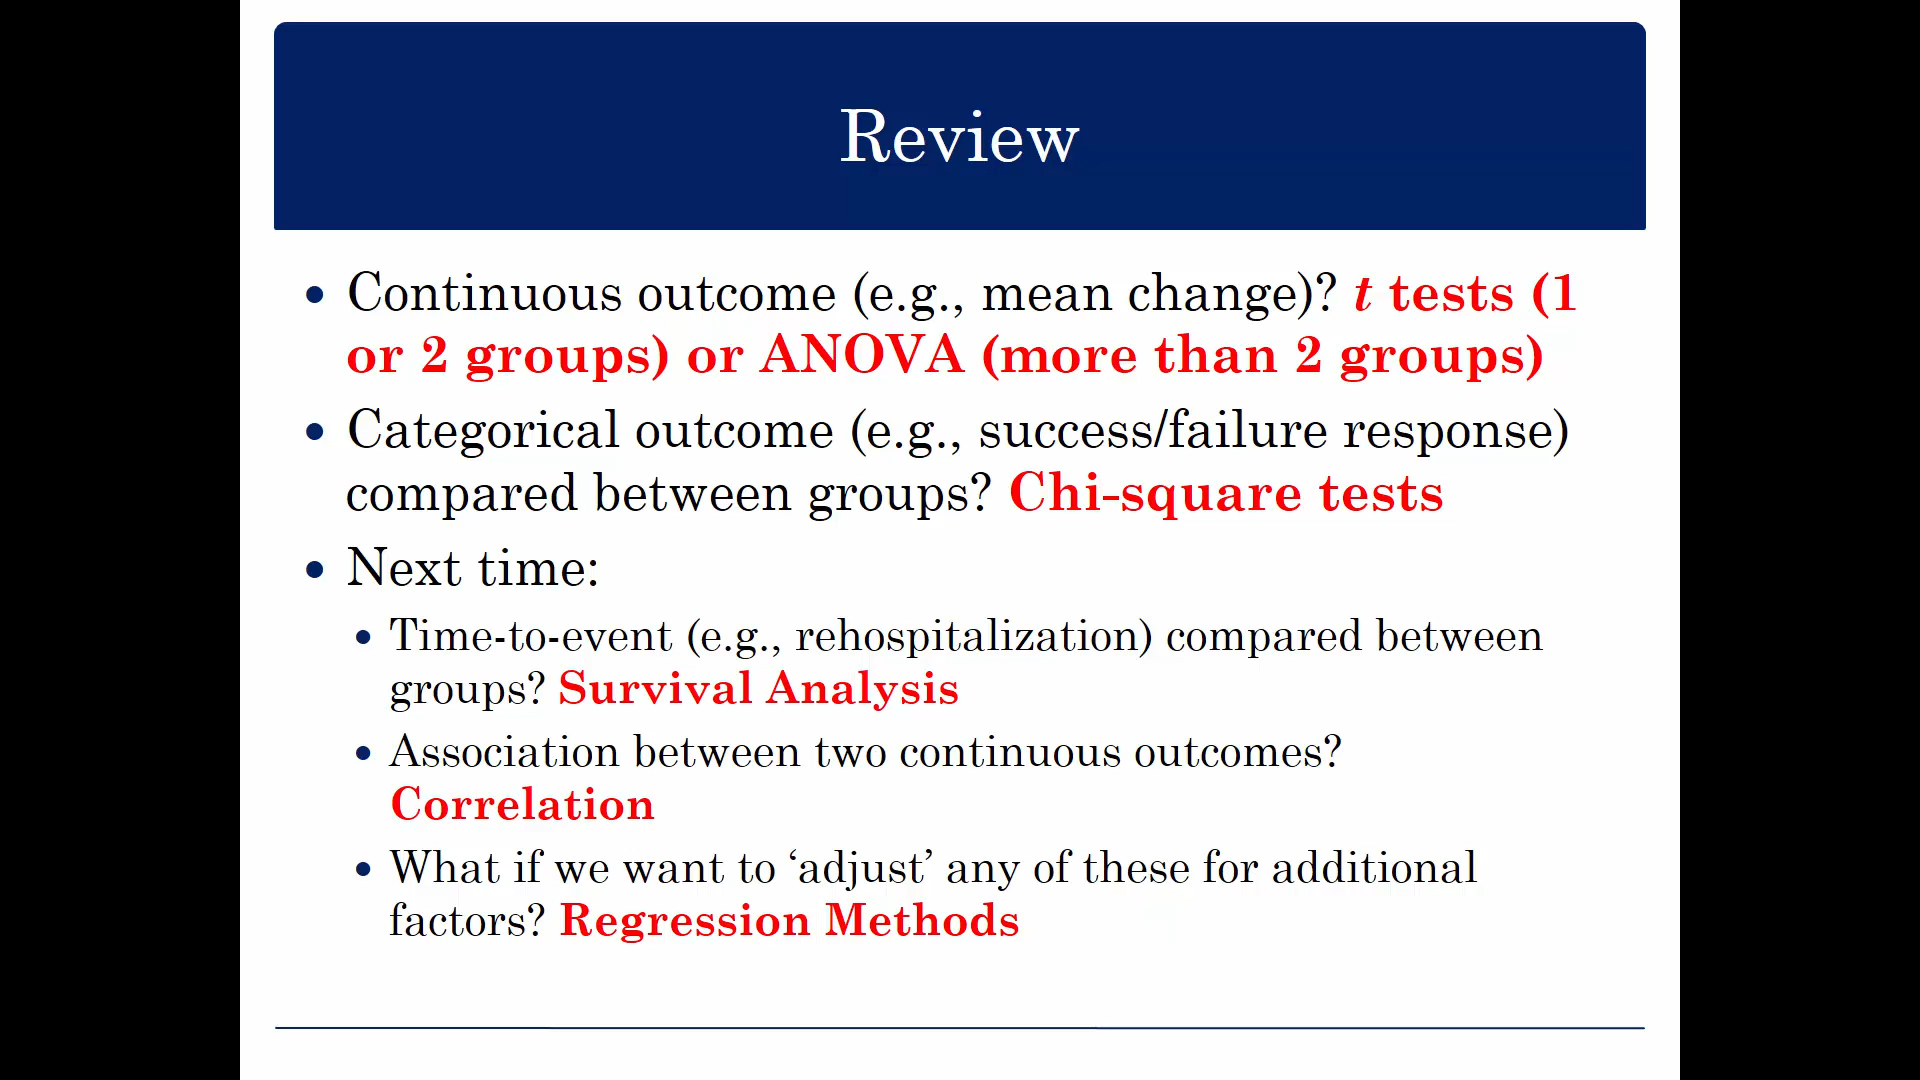 Review
• Continuous outcome (e.g., mean change)? t tests (1
or 2 groups) or ANOVA (more than 2 groups)
• Categorical outcome (e.g., success/failure response)
compared between groups? Chi-square tests
• Next time:
• Time-to-event (e.g., rehospitalization) compared between
groups? Survival Analysis
• Association between two continuous outcomes?
Correlation
• What if we want to ‘adjust’ any of these for additional
factors? Regression Methods